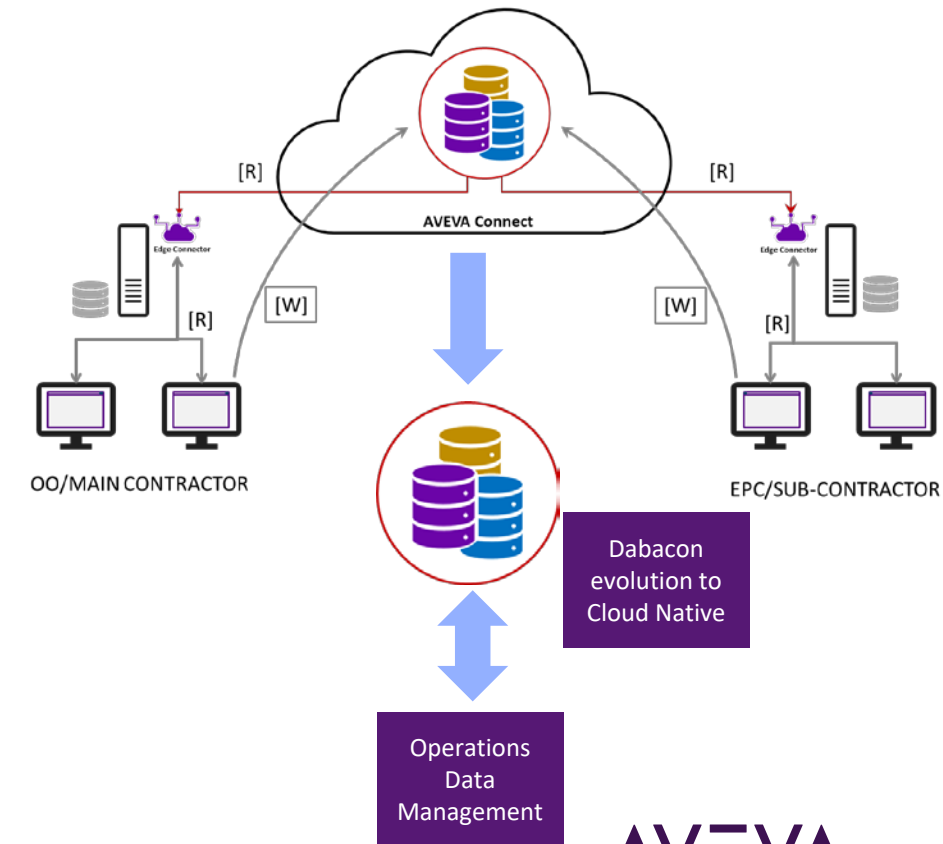 [R]
[R]
AVEVA Connect
Edge Connector
Edge Connector
[W]
[W]
[R]
[R]
OO/MAIN CONTRACTOR
EPC/SUB-CONTRACTOR
Dabacon
evolution to
Cloud Native
Operations
Data
Management
AVEVA